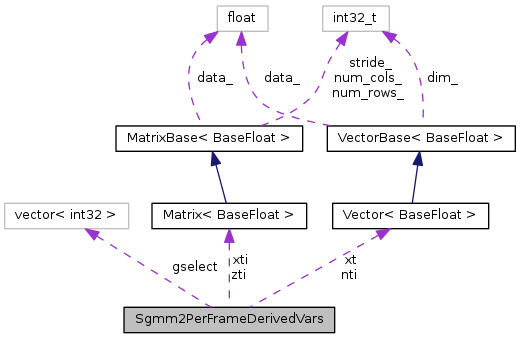 float
int32_t
data_
data_
stride_
num_cols_
num_rows_
dim_
MatrixBase< BaseFloat >
VectorBase< BaseFloat >
vector< int32 >
Matrix< BaseFloat >
Vector< BaseFloat >
gselect
xti
zti
xt
nti
Sgmm2PerFrameDerivedVars